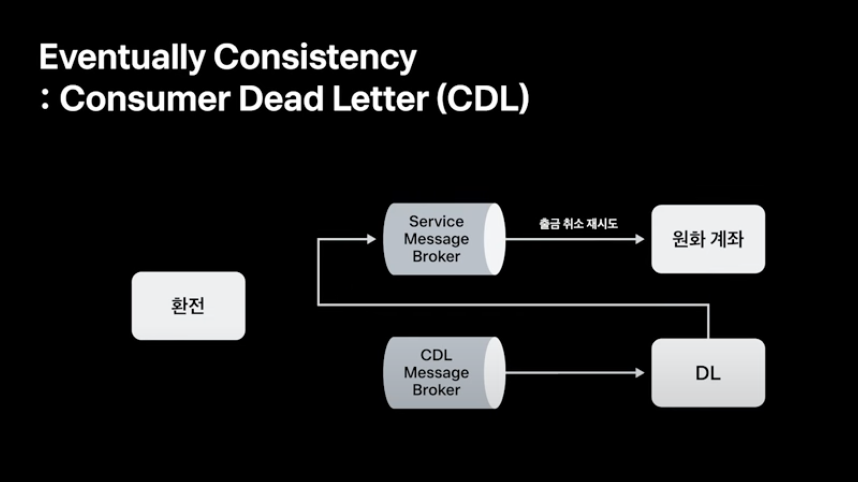 Eventually Consistency
: Consumer Dead Letter (CDL)
Service
Message
Broker
출금 취소 재시도
원화 계좌
환전
CDL
Message
Broker
DL